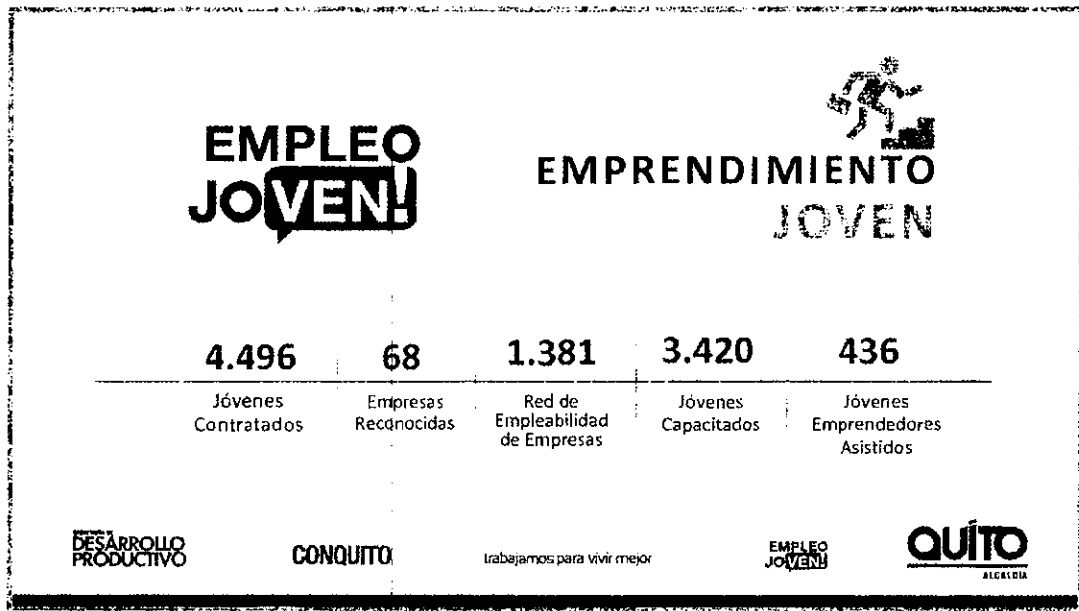 EMPLEO
JOVEN!
EMPRENDIMIENTO
JOVEN
4.496 68 1.381 3.420 436
Jóvenes
Contratados
Empresas
Reconocidas
Red de
Empleabilidad
de Empresas
Jóvenes
Capacitados
Jóvenes
Emprendedores
Asistidos
DESARROLLO
PRODUCTIVO
CONQUITO
trabajamos para vivir mejor
EMPLEO
JOVEN!
QUÍTO
ALCALDÍA